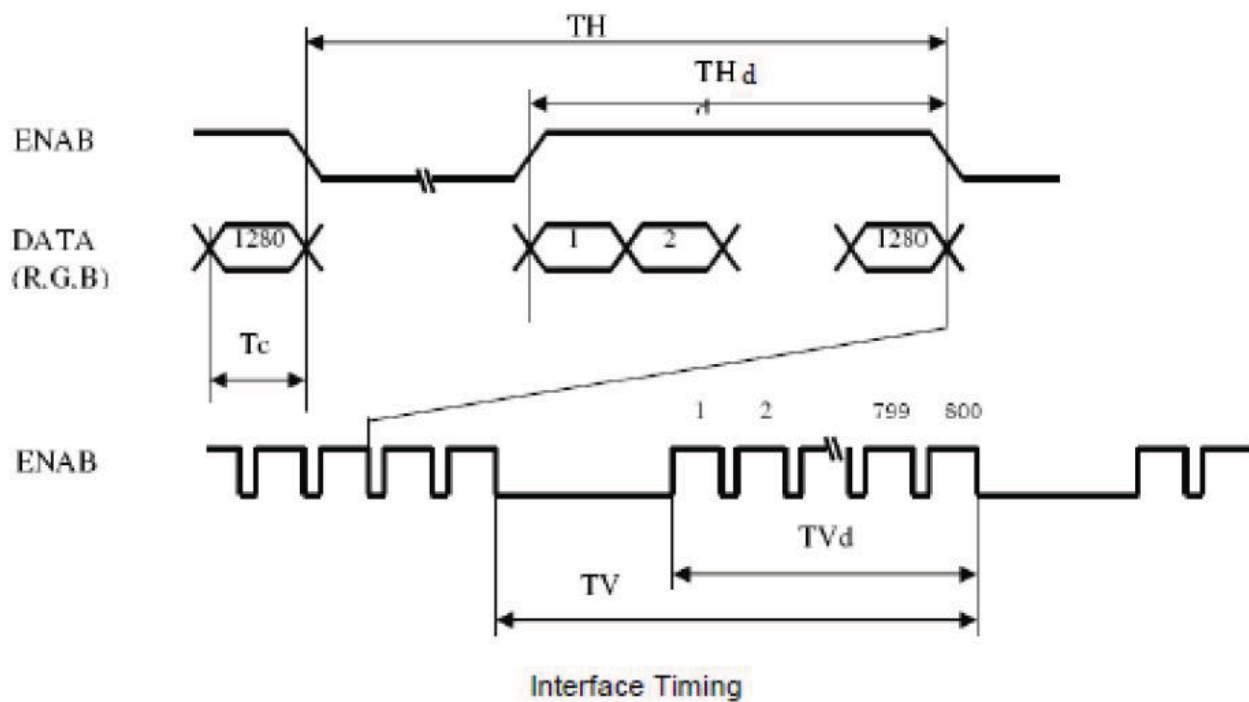 TH
THd
d
ENAB
DATA
(R,G,B)
1280
1
2
1280
Tc
1
2
799
800
ENAB
TVd
TV
Interface Timing